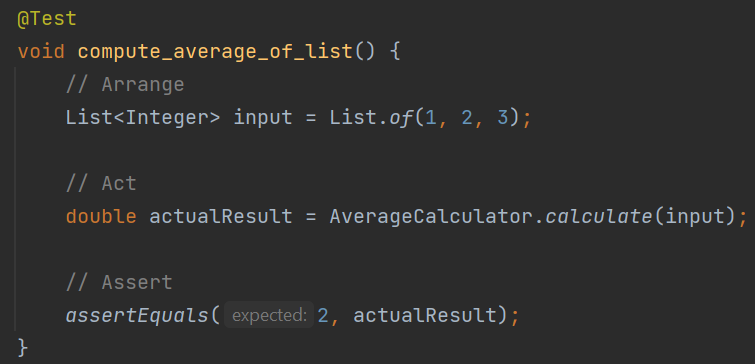 @Test
void compute_average_of_list() {
    // Arrange
    List<Integer> input = List.of(1, 2, 3);

    // Act
    double actualResult = AverageCalculator.calculate(input);

    // Assert
    assertEquals( expected: 2, actualResult);
}